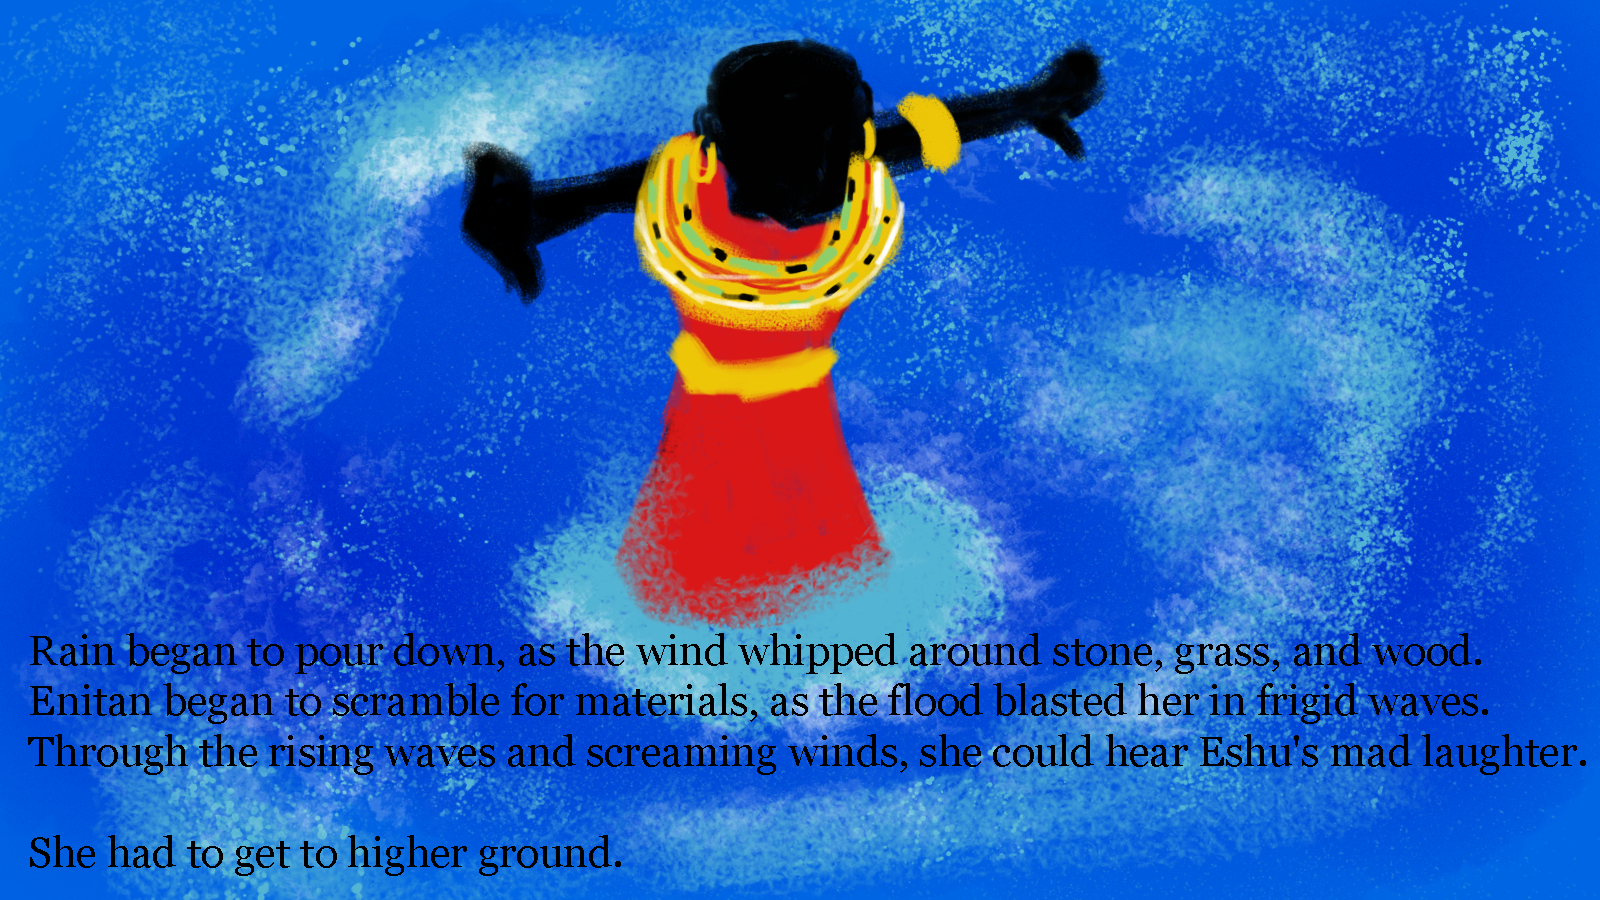 Rain began to pour down, as the wind whipped around stone, grass, and wood.
Enitan began to scramble for materials, as the flood blasted her in frigid waves.
Through the rising waves and screaming winds, she could hear Eshu's mad laughter.
She had to get to higher ground.